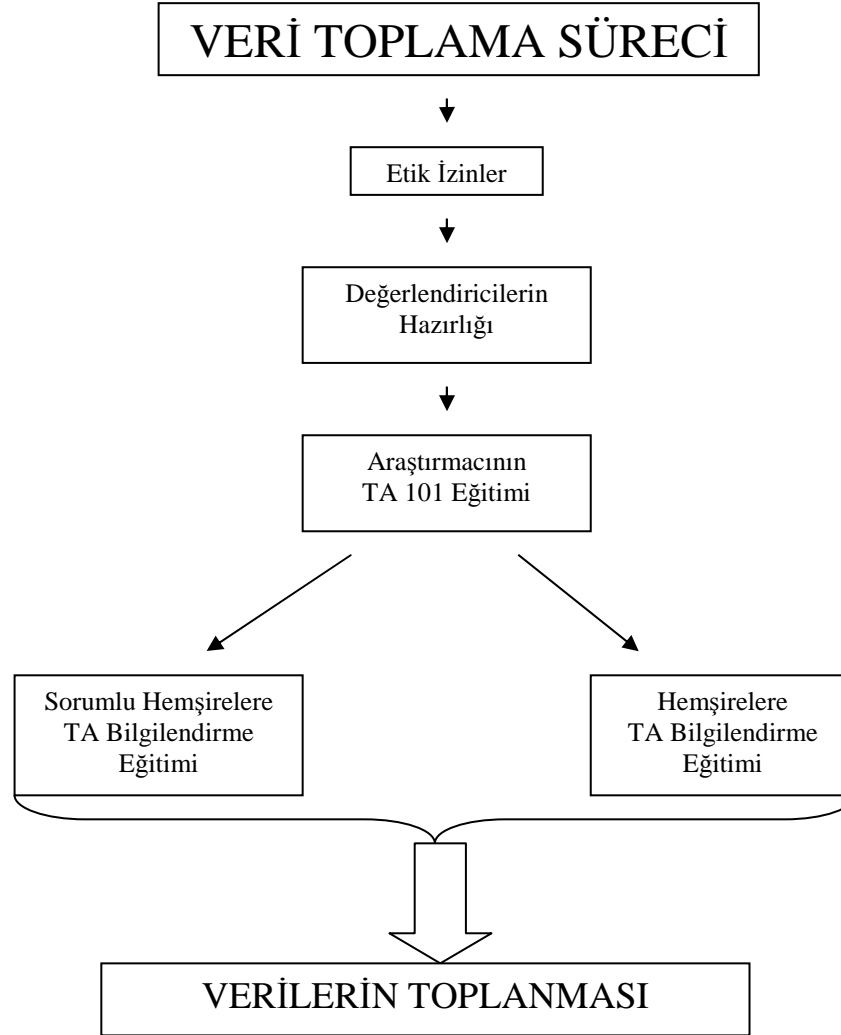 VERİ TOPLAMA SÜRECİ
Etik İzinler
Değerlendiricilerin
Hazırlığı
Araştırmacının
TA 101 Eğitimi
Sorumlu Hemşirelere
TA Bilgilendirme
Eğitimi
Hemşirelere
TA Bilgilendirme
Eğitimi
VERİLERİN TOPLANMASI